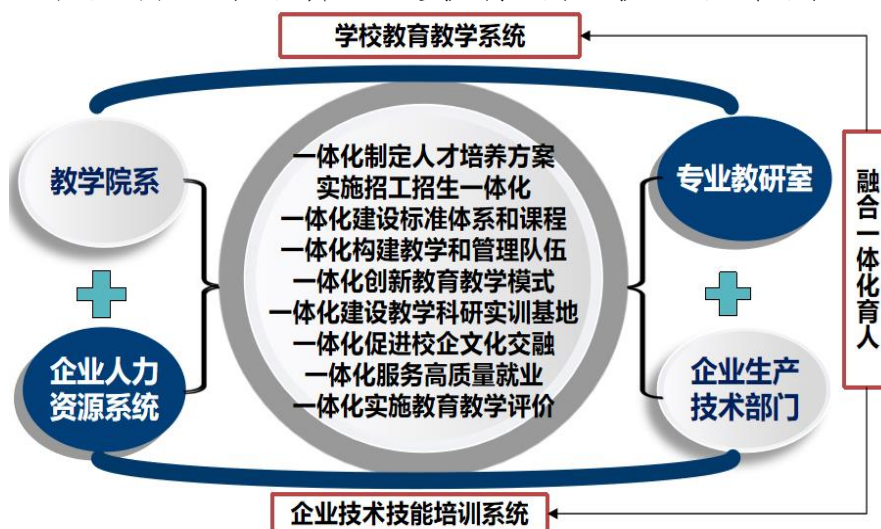 学校教育教学系统
教学院系
企业人力
资源系统
一体化制定人才培养方案
实施招工招生一体化
一体化建设标准体系和课程
一体化构建教学和管理队伍
一体化创新教育教学模式
一体化建设教学科研实训基地
一体化促进校企文化交融
一体化服务高质量就业
一体化实施教育教学评价
专业教研室
企业生产
技术部门
融合一体化育人
企业技术技能培训系统